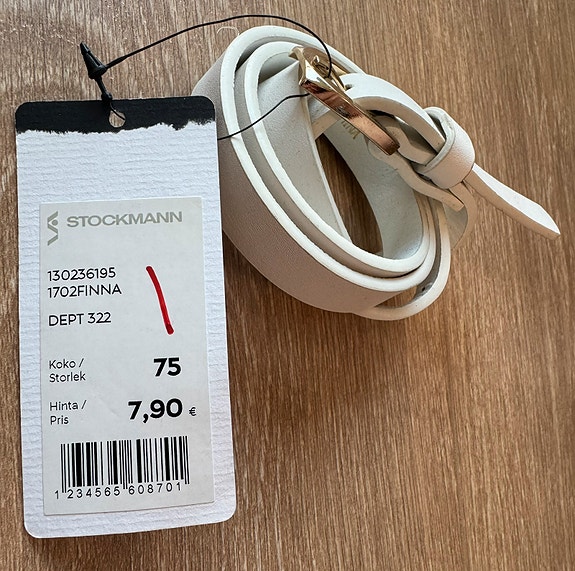 STOCKMANN
130236195
1702FINNA
DEPT 322
Koko /
Storlek
75
Hinta /
Pris
7,90 €
1 234565 608701